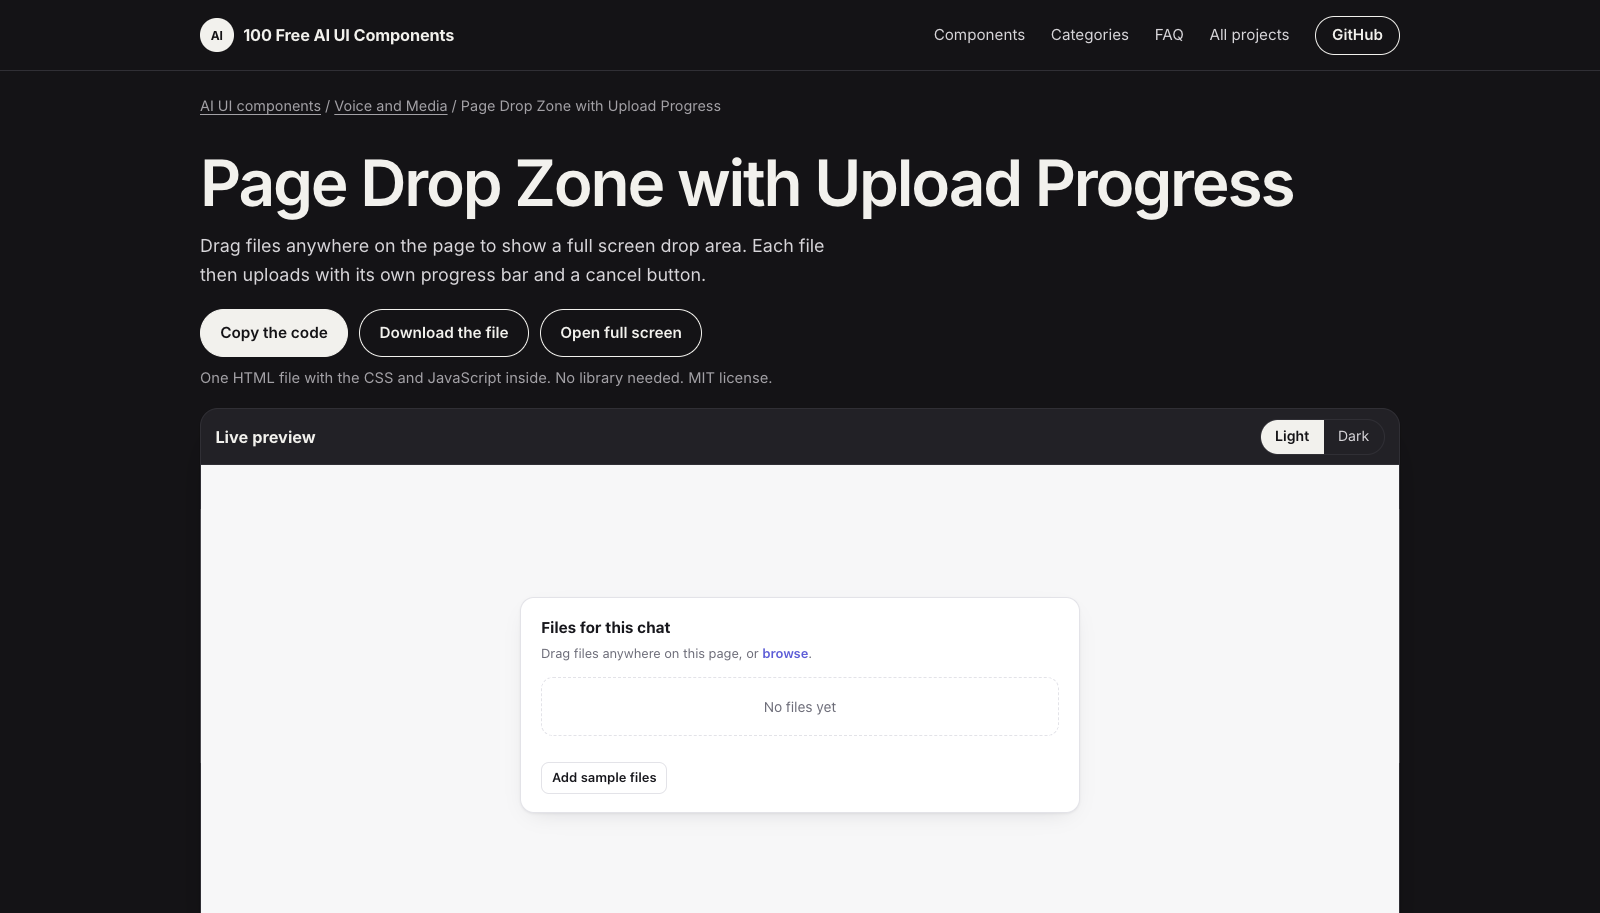 AI 100 Free AI UI Components
Components Categories FAQ All projects GitHub
AI UI components / Voice and Media / Page Drop Zone with Upload Progress
Page Drop Zone with Upload Progress
Drag files anywhere on the page to show a full screen drop area. Each file
then uploads with its own progress bar and a cancel button.
Copy the code Download the file Open full screen
One HTML file with the CSS and JavaScript inside. No library needed. MIT license.
Live preview Light Dark
Files for this chat
Drag files anywhere on this page, or browse.
No files yet
Add sample files